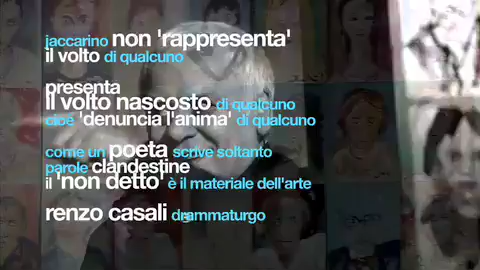 jaccarino non 'rappresenta'
il volto di qualcuno
presenta
Il volto nascosto di qualcuno
cioé 'denuncia l'anima' di qualcuno
come un poeta scrive soltanto
parole clandestine
il 'non detto' è il materiale dell'arte
renzo casali drammaturgo